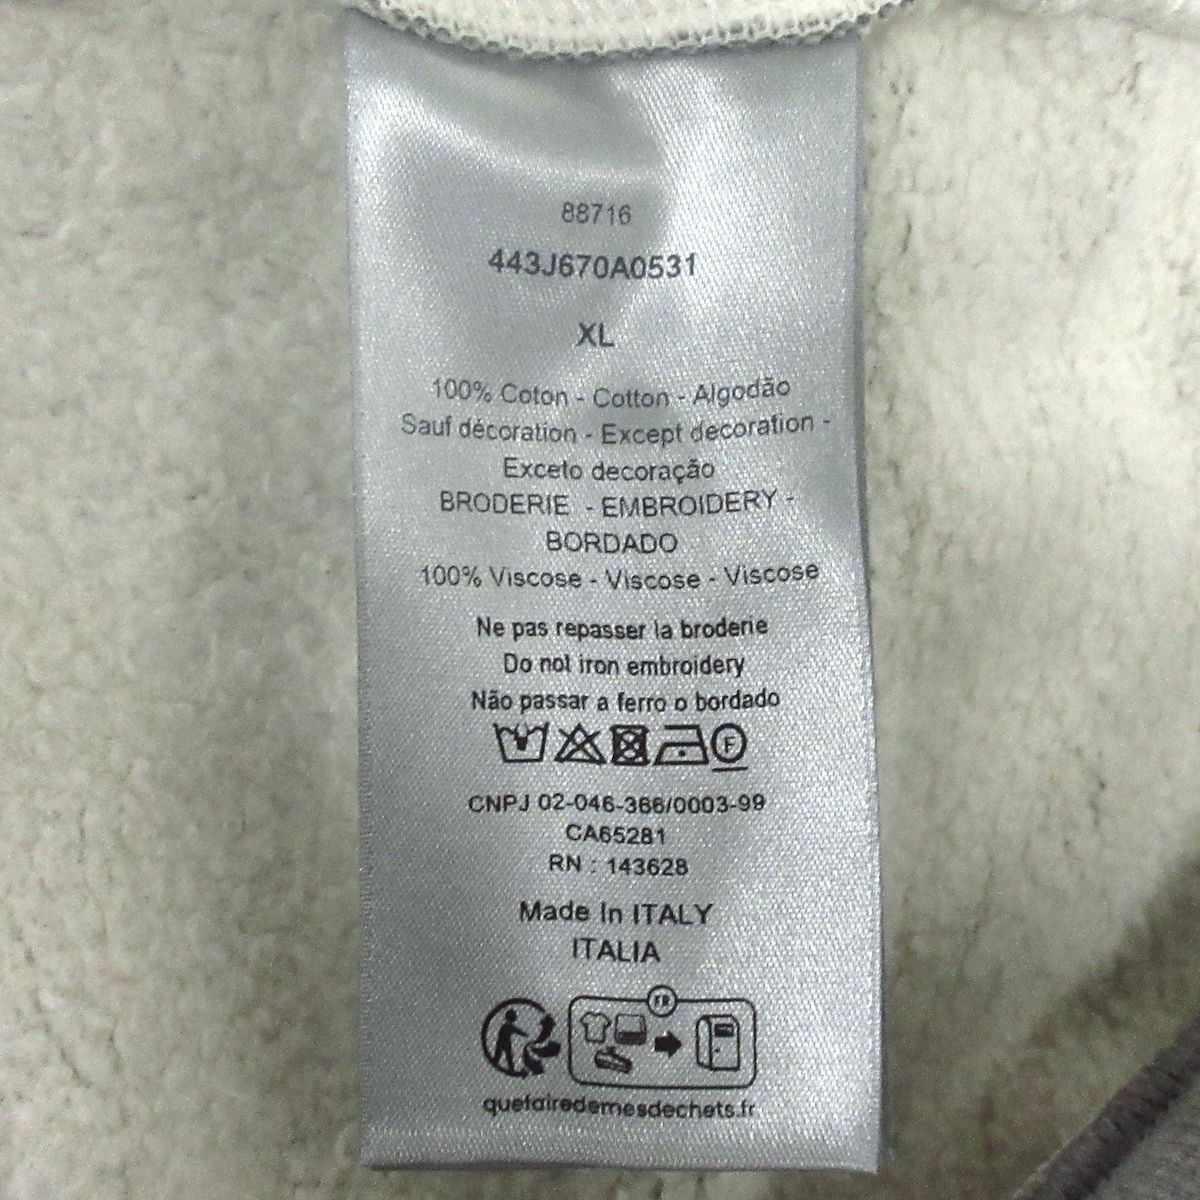 88716
443J670A0531
XL
100% Coton - Cotton - Algodão
Sauf décoration - Except decoration -
Exceto decoração
BRODERIE - EMBROIDERY -
BORDADO
100% Viscose - Viscose - Viscose
Ne pas repasser la broderie
Do not iron embroidery
Não passar a ferro o bordado
F
CNPJ 02-046-366/0003-99
CA65281
RN : 143628
Made In ITALY
ITALIA
FR
quefairedemesdechets.fr